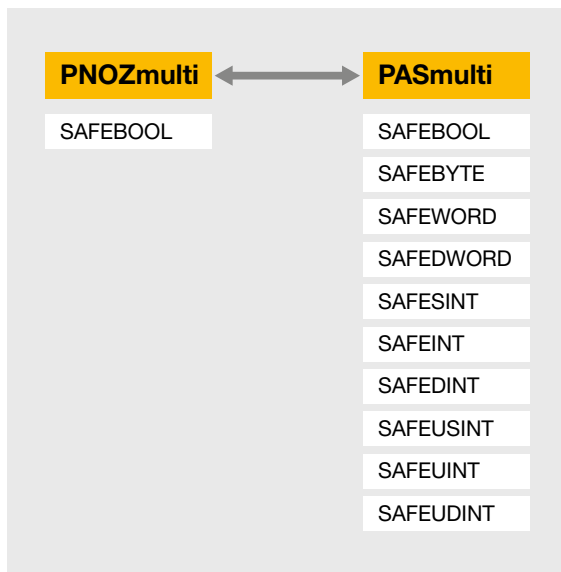 PNOZmulti
PASmulti
SAFEBOOL
SAFEBOOL
SAFEBYTE
SAFEWORD
SAFEDWORD
SAFESINT
SAFEINT
SAFEDINT
SAFEUSINT
SAFEUINT
SAFEUDINT